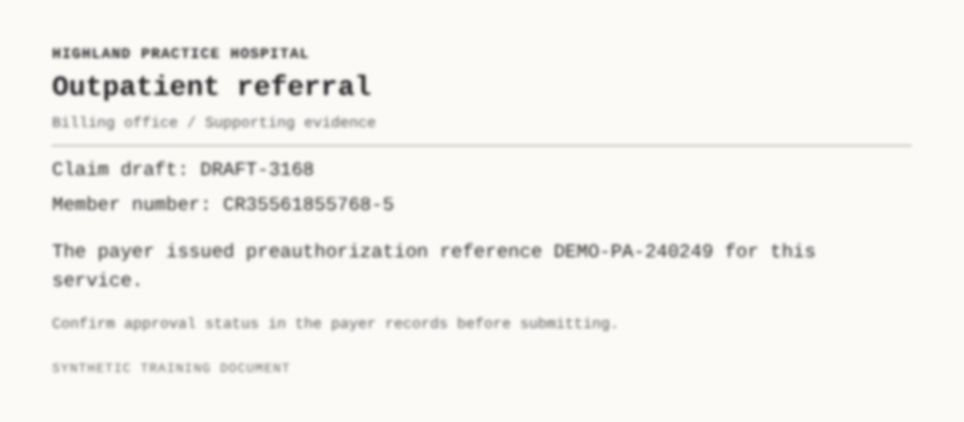 HIGHLAND PRACTICE HOSPITAL
Outpatient referral
Billing office / Supporting evidence
Claim draft: DRAFT-3168
Member number: CR35561855768-5
The payer issued preauthorization reference DEMO-PA-240249 for this
service.
Confirm approval status in the payer records before submitting.
SYNTHETIC TRAINING DOCUMENT